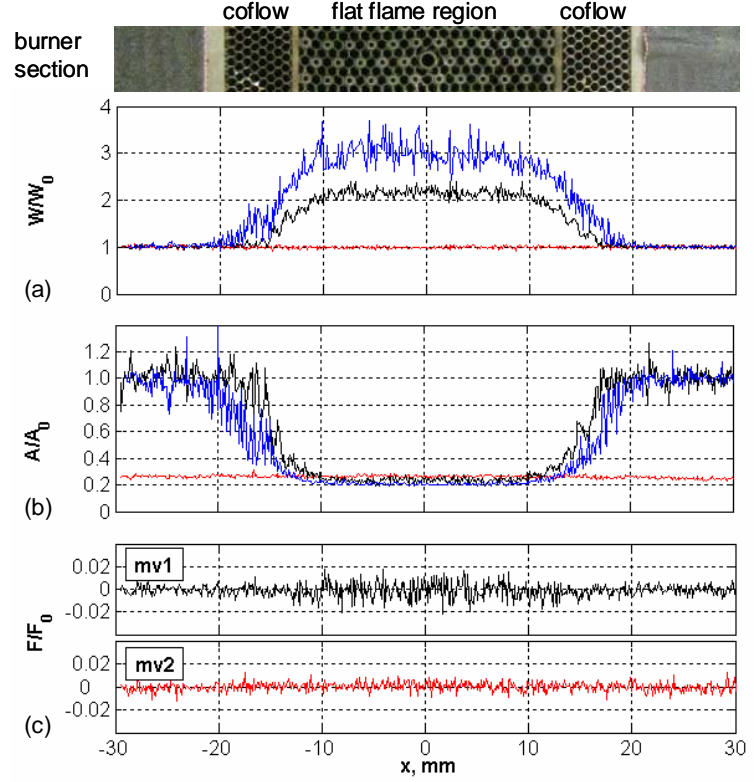 coflow flat flame region coflow
burner
section
4
3
2
1
0
W/W0
(a)
1.2
1.0
0.8
0.6
0.4
0.2
0
A/A0
(b)
mv1
0.02
0
-0.02
F/F0
mv2
0.02
0
-0.02
(c)
-30 -20 -10 0 10 20 30
x, mm